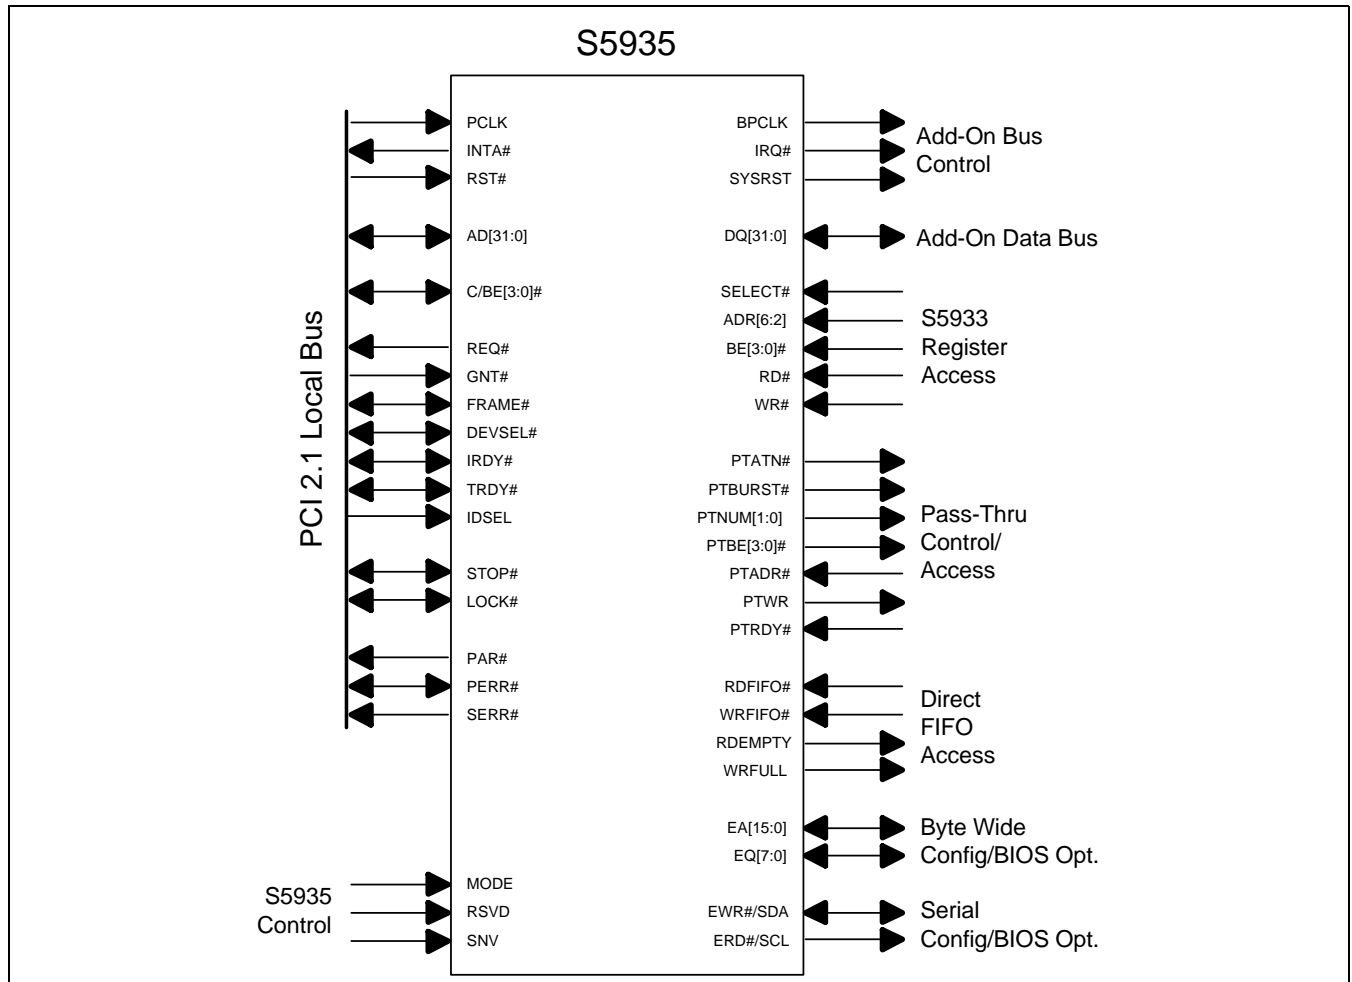 S5935
PCI 2.1 Local Bus
PCLK
INTA#
RST#
AD[31:0]
C/BE[3:0]#
REQ#
GNT#
FRAME#
DEVSEL#
IRDY#
TRDY#
IDSEL
STOP#
LOCK#
PAR#
PERR#
SERR#
S5935
Control
MODE
RSVD
SNV
BPCLK
IRQ#
SYSRST
Add-On Bus
Control
DQ[31:0]
Add-On Data Bus
SELECT#
ADR[6:2]
BE[3:0]#
RD#
WR#
S5933
Register
Access
PTATN#
PTBURST#
PTNUM[1:0]
PTBE[3:0]#
PTADR#
PTWR
PTRDY#
Pass-Thru
Control/
Access
RDFIFO#
WRFIFO#
RDEMPTY
WRFULL
Direct
FIFO
Access
EA[15:0]
EQ[7:0]
Byte Wide
Config/BIOS Opt.
EWR#/SDA
ERD#/SCL
Serial
Config/BIOS Opt.